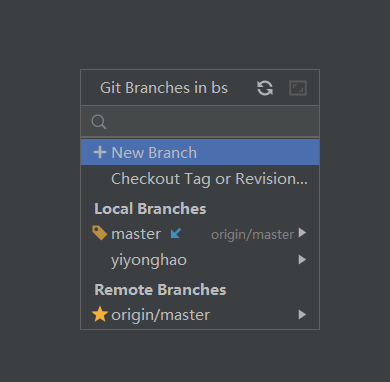 Git Branches in bs
New Branch
Checkout Tag or Revision...
Local Branches
master origin/master
yiyonghao
Remote Branches
origin/master